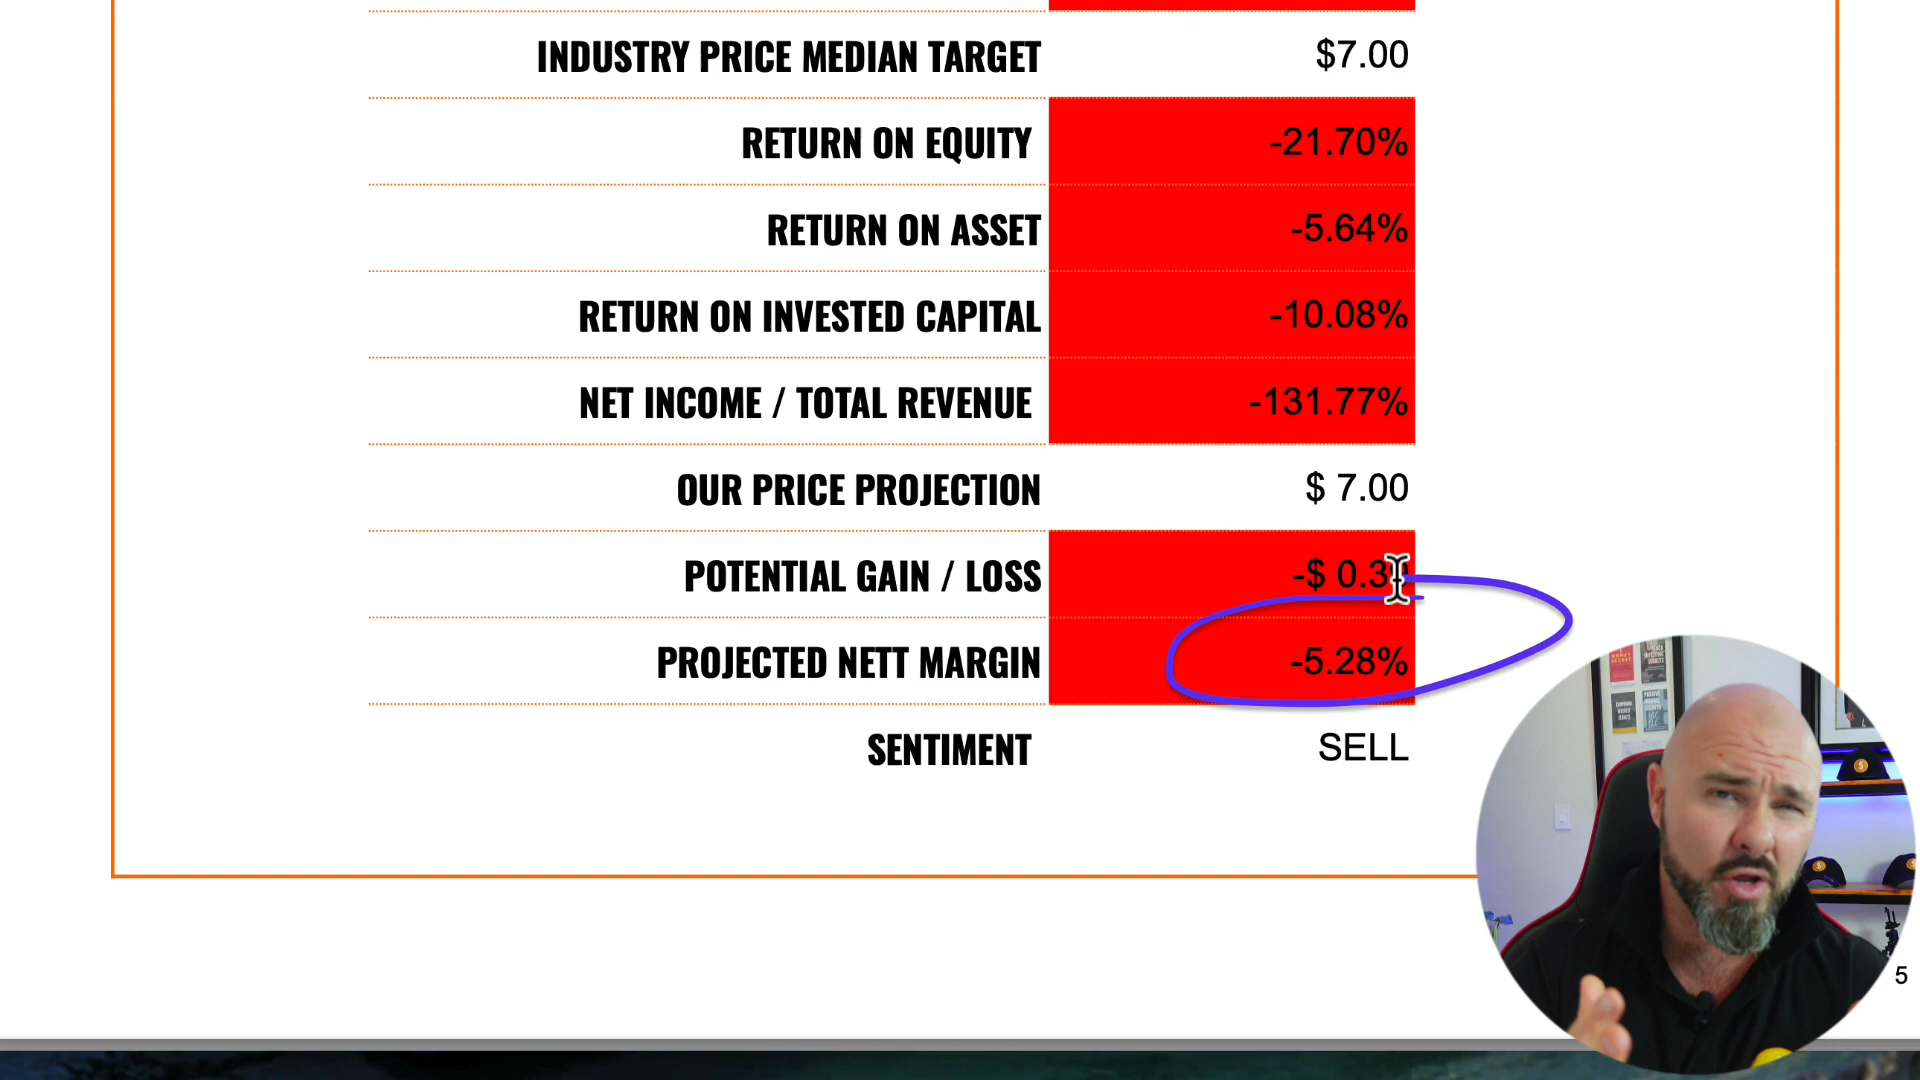 INDUSTRY PRICE MEDIAN TARGET $7.00
RETURN ON EQUITY -21.70%
RETURN ON ASSET -5.64%
RETURN ON INVESTED CAPITAL -10.08%
NET INCOME / TOTAL REVENUE -131.77%
OUR PRICE PROJECTION $ 7.00
POTENTIAL GAIN / LOSS -$ 0.3
PROJECTED NETT MARGIN -5.28%
SENTIMENT SELL
5